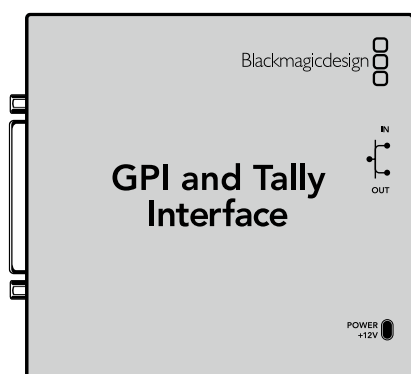 Blackmagicdesign
IN
OUT
GPI and Tally
Interface
POWER
+12V